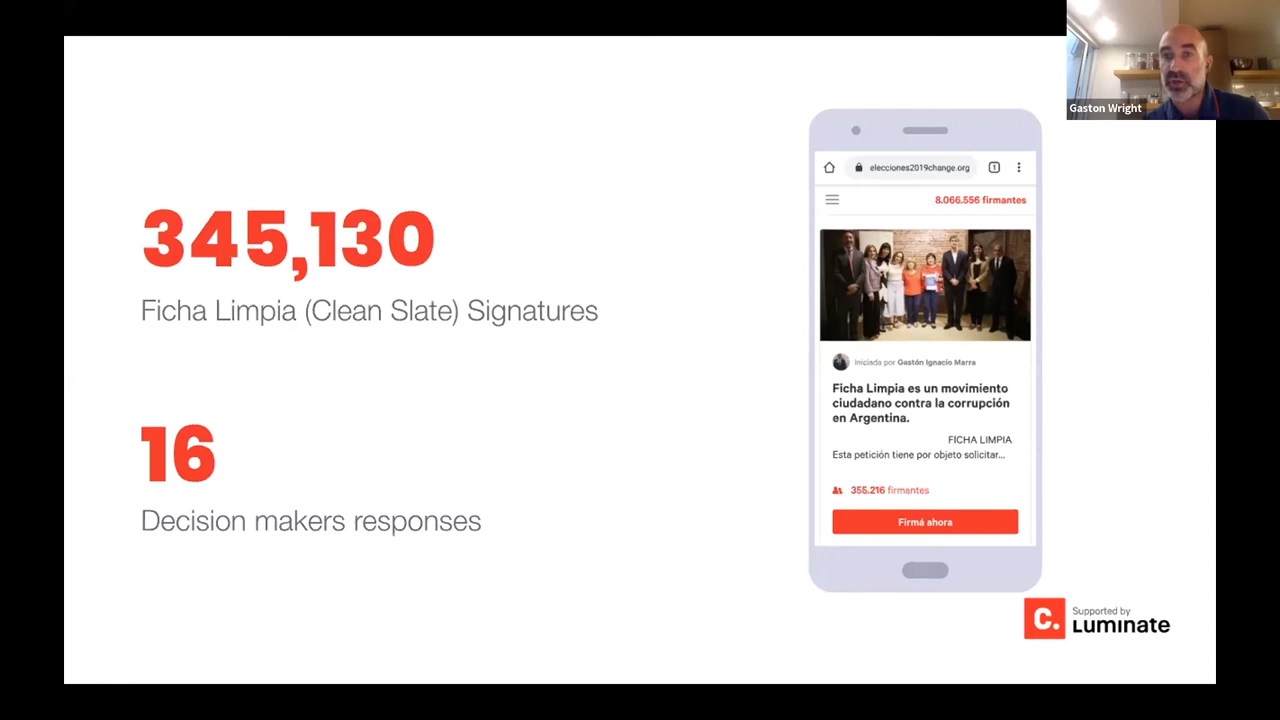 Gaston Wright
345,130
Ficha Limpia (Clean Slate) Signatures
16
Decision makers responses
elecciones2019change.org
1
8.066.556 firmantes
Iniciada por Gastón Ignacio Marra
Ficha Limpia es un movimiento
ciudadano contra la corrupción
en Argentina.
FICHA LIMPIA
Esta petición tiene por objeto solicitar...
355.216 firmantes
Firmá ahora
C.
Supported by
Luminate